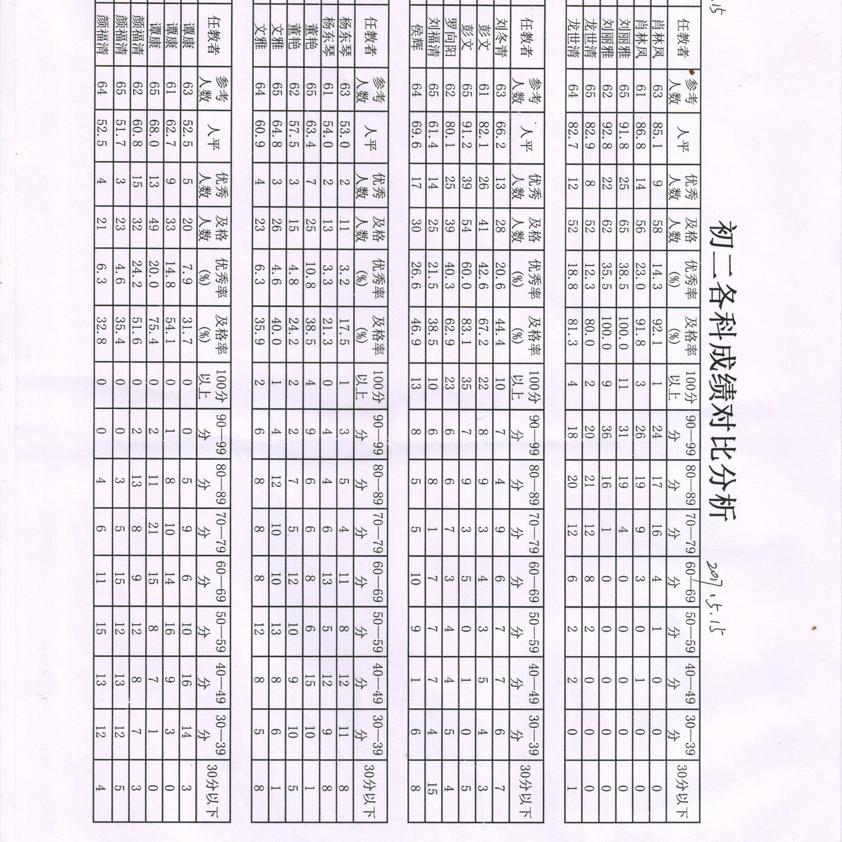 初二各科成绩对比分析 2017.5.15
任教者 参考人数 人平 优秀人数 及格人数 优秀率(%) 及格率(%) 100分以上 90—99分 80—89分 70—79分 60—69分 50—59分 40—49分 30—39分 30分以下
肖林凤 63 85.1 9 58 14.3 92.1 1 24 17 16 4 1 0 0 0
肖林凤 61 86.8 14 56 23.0 91.8 3 26 19 9 3 0 1 0 0
刘丽雅 65 91.8 25 65 38.5 100.0 11 31 19 4 0 0 0 0 0
刘丽雅 62 92.8 22 62 35.5 100.0 9 36 16 1 0 0 0 0 0
龙世清 65 82.9 8 52 12.3 80.0 2 20 21 12 8 2 0 0 0
龙世清 64 82.7 12 52 18.8 81.3 4 18 20 12 6 2 2 0 1
任教者 参考人数 人平 优秀人数 及格人数 优秀率(%) 及格率(%) 100分以上 90—99分 80—89分 70—79分 60—69分 50—59分 40—49分 30—39分 30分以下
刘冬青 63 66.2 13 28 20.6 44.4 10 7 4 9 6 7 7 6 7
彭文 61 82.1 26 41 42.6 67.2 22 8 9 3 4 3 5 4 3
彭文 65 91.2 39 54 60.0 83.1 35 9 9 3 3 0 1 0 5
罗向阳 62 80.1 25 39 40.3 62.9 23 6 6 7 3 4 4 5 4
刘福清 65 61.4 14 25 21.5 38.5 10 6 8 1 7 7 7 4 15
侯辉 64 69.6 17 30 26.6 46.9 13 8 5 5 10 9 1 6 8
任教者 参考人数 人平 优秀人数 及格人数 优秀率(%) 及格率(%) 100分以上 90—99分 80—89分 70—79分 60—69分 50—59分 40—49分 30—39分 30分以下
杨东琴 63 53.0 2 11 3.2 17.5 1 3 5 4 11 8 12 11 8
杨东琴 61 54.0 2 13 3.3 21.3 0 4 4 6 13 5 12 9 8
董艳 65 63.4 7 25 10.8 38.5 4 9 6 6 8 6 15 10 1
董艳 62 57.5 3 15 4.8 24.2 2 2 7 5 12 10 9 10 5
文雅 65 64.8 3 26 4.6 40.0 1 4 12 10 10 13 8 6 1
文雅 64 60.9 4 23 6.3 35.9 2 6 8 8 8 12 8 5 8
任教者 参考人数 人平 优秀人数 及格人数 优秀率(%) 及格率(%) 100分以上 90—99分 80—89分 70—79分 60—69分 50—59分 40—49分 30—39分 30分以下
谭康 63 52.5 5 20 7.9 31.7 0 0 5 9 6 10 16 14 3
谭康 61 62.7 9 33 14.8 54.1 0 1 8 10 14 16 9 3 0
谭康 65 68.0 13 49 20.0 75.4 0 2 11 21 15 8 7 1 0
颜福清 62 60.8 15 32 24.2 51.6 0 2 13 8 9 12 8 7 3
颜福清 65 51.7 3 23 4.6 35.4 0 0 3 5 15 12 13 12 5
颜福清 64 52.5 4 21 6.3 32.8 0 0 4 6 11 15 13 12 4